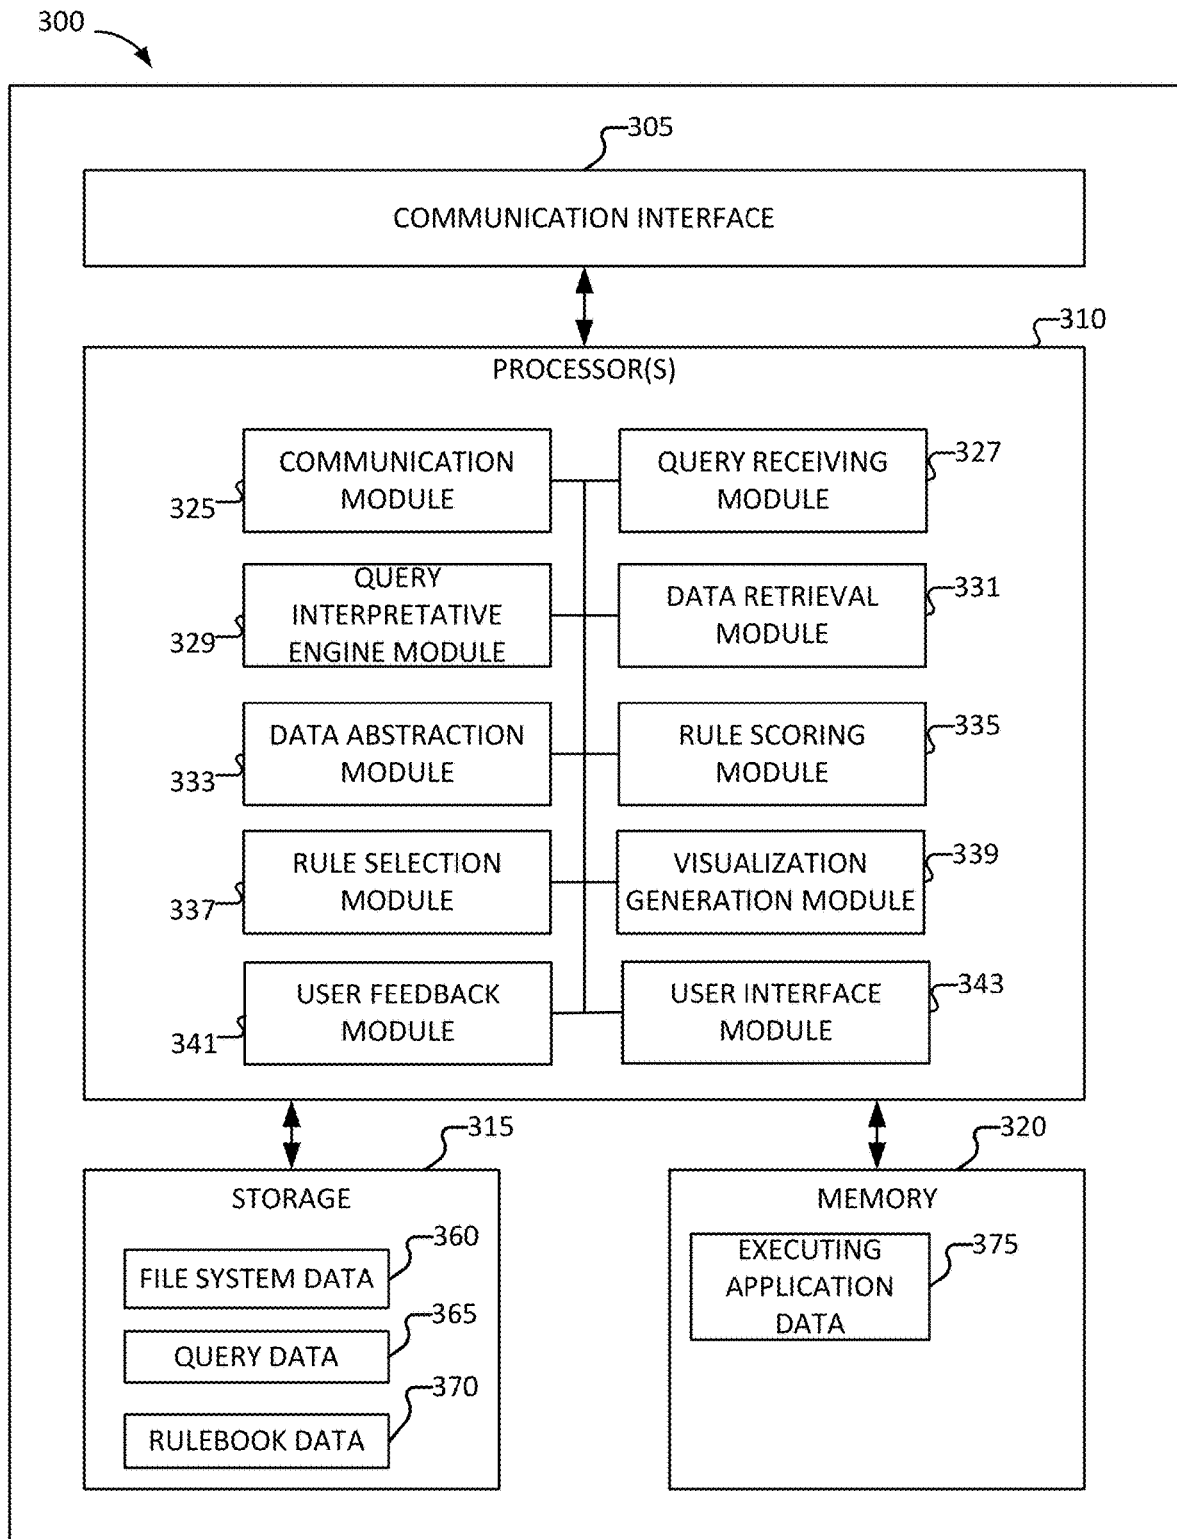 300
305
COMMUNICATION INTERFACE
310
PROCESSOR(S)
COMMUNICATION
MODULE
325
QUERY RECEIVING
MODULE
327
QUERY
INTERPRETATIVE
ENGINE MODULE
329
DATA RETRIEVAL
MODULE
331
DATA ABSTRACTION
MODULE
333
RULE SCORING
MODULE
335
RULE SELECTION
MODULE
337
VISUALIZATION
GENERATION MODULE
339
USER FEEDBACK
MODULE
341
USER INTERFACE
MODULE
343
315
STORAGE
360
FILE SYSTEM DATA
365
QUERY DATA
370
RULEBOOK DATA
320
MEMORY
EXECUTING
APPLICATION
DATA
375